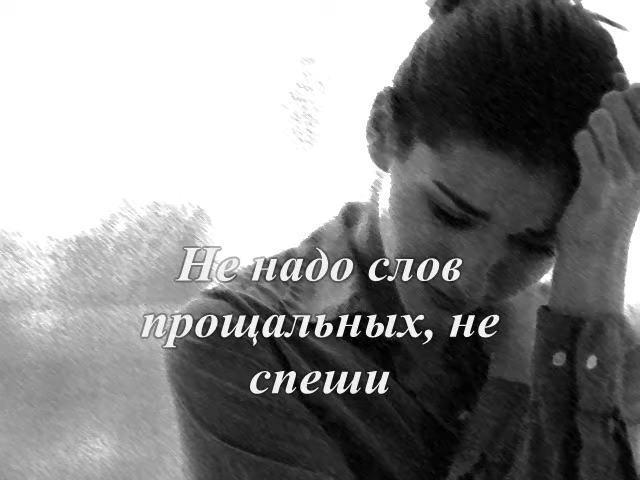 Не надо слов
прощальных, не
спеши